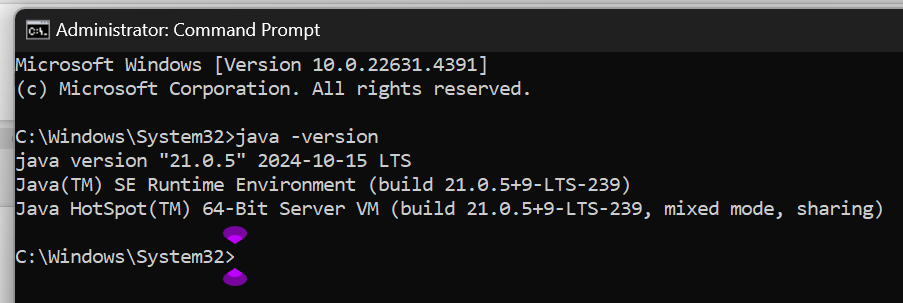 Administrator: Command Prompt
Microsoft Windows [Version 10.0.22631.4391]
(c) Microsoft Corporation. All rights reserved.
C:\Windows\System32>java -version
java version "21.0.5" 2024-10-15 LTS
Java(TM) SE Runtime Environment (build 21.0.5+9-LTS-239)
Java HotSpot(TM) 64-Bit Server VM (build 21.0.5+9-LTS-239, mixed mode, sharing)
C:\Windows\System32>